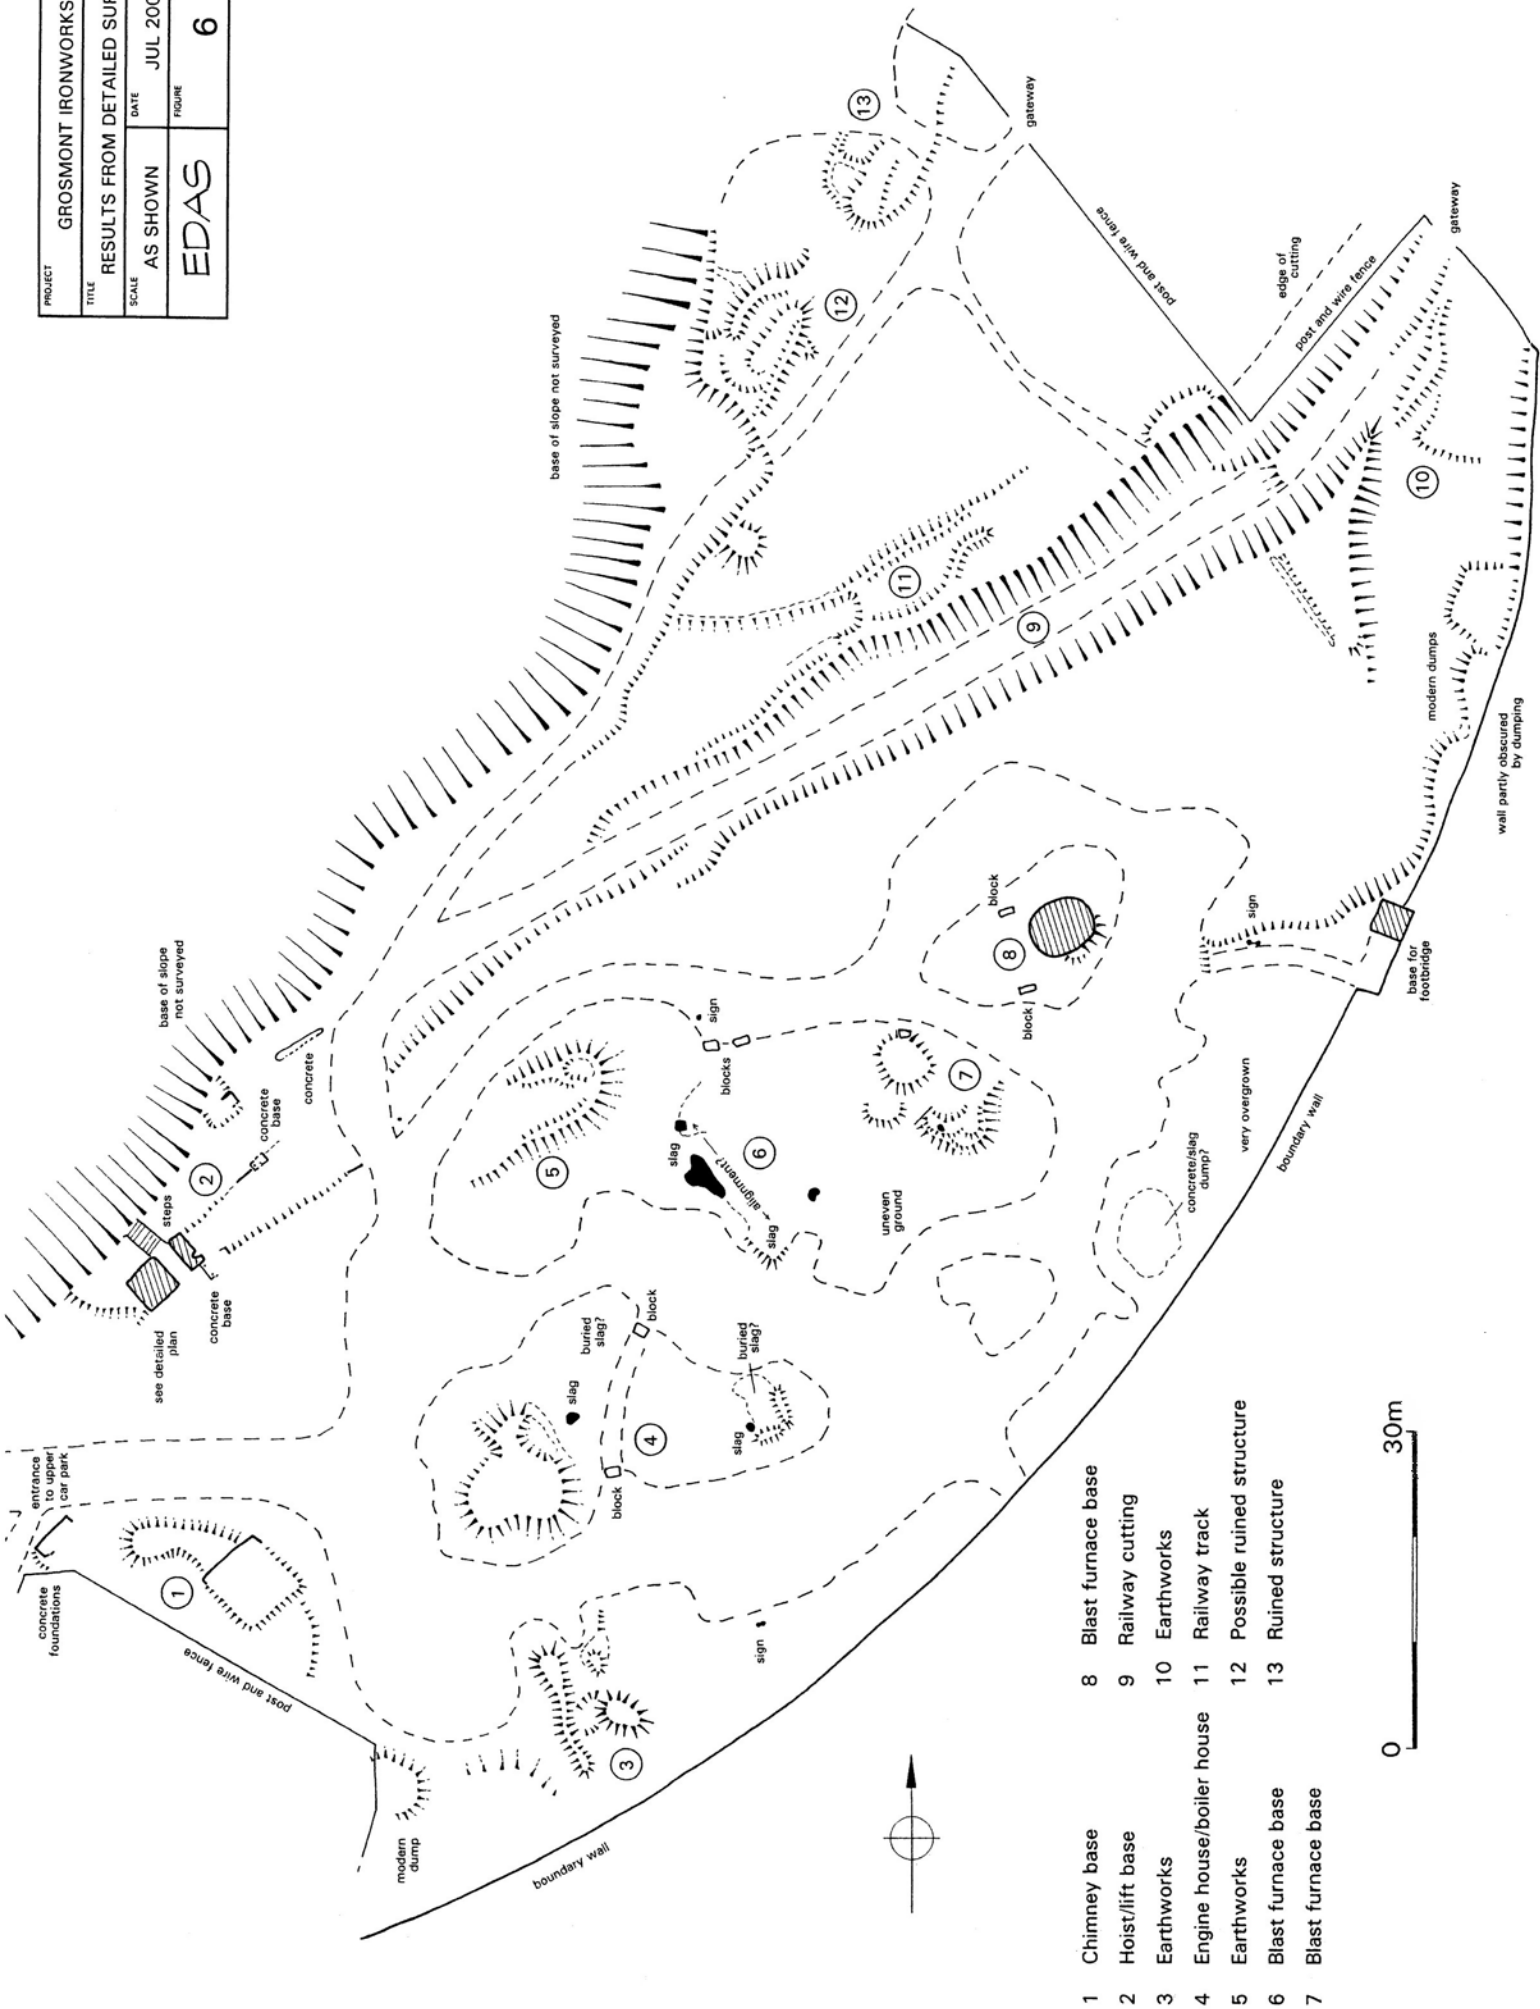 PROJECT
GROSMONT IRONWORKS
TITLE
RESULTS FROM DETAILED
SCALE
AS SHOWN
DATE
JUL
EDAS
FIGURE
6
13
gateway
post and wire fence
gateway
edge of
cutting
post and wire fence
12
base of slope not surveyed
10
11
9
modern dumps
wall partly obscured
by dumping
base of slope
not surveyed
block
8
block
sign
base for
footbridge
sign
blocks
concrete
concrete
base
2
steps
5
slag
alignment?
6
slag
7
uneven
ground
very overgrown
boundary wall
concrete/slag
dump?
see detailed
plan
concrete
base
buried
slag?
block
buried
slag?
slag
4
slag
block
entrance
to upper
car park
concrete
foundations
1
post and wire fence
sign
3
modern
dump
boundary wall
1 Chimney base
2 Hoist/lift base
3 Earthworks
4 Engine house/boiler house
5 Earthworks
6 Blast furnace base
7 Blast furnace base
8 Blast furnace base
9 Railway cutting
10 Earthworks
11 Railway track
12 Possible ruined structure
13 Ruined structure
0 30m